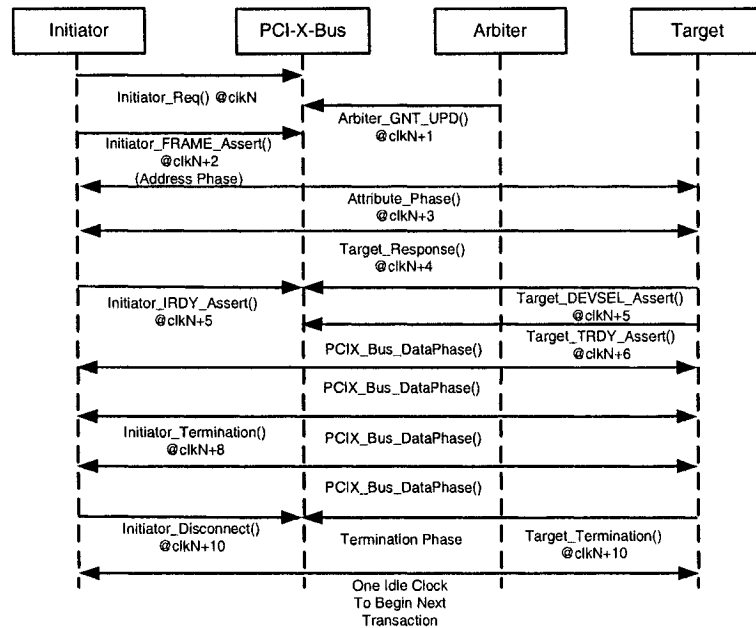 Initiator
PCI-X-Bus
Arbiter
Target
Initiator_Req() @clkN
Arbiter_GNT_UPD()
@clkN+1
Initiator_FRAME_Assert()
@clkN+2
(Address Phase)
Attribute_Phase()
@clkN+3
Target_Response()
@clkN+4
Initiator_IRDY_Assert()
@clkN+5
Target_DEVSEL_Assert()
@clkN+5
Target_TRDY_Assert()
@clkN+6
PCIX_Bus_DataPhase()
PCIX_Bus_DataPhase()
Initiator_Termination()
@clkN+8
PCIX_Bus_DataPhase()
PCIX_Bus_DataPhase()
Initiator_Disconnect()
@clkN+10
Termination Phase
Target_Termination()
@clkN+10
One Idle Clock
To Begin Next
Transaction